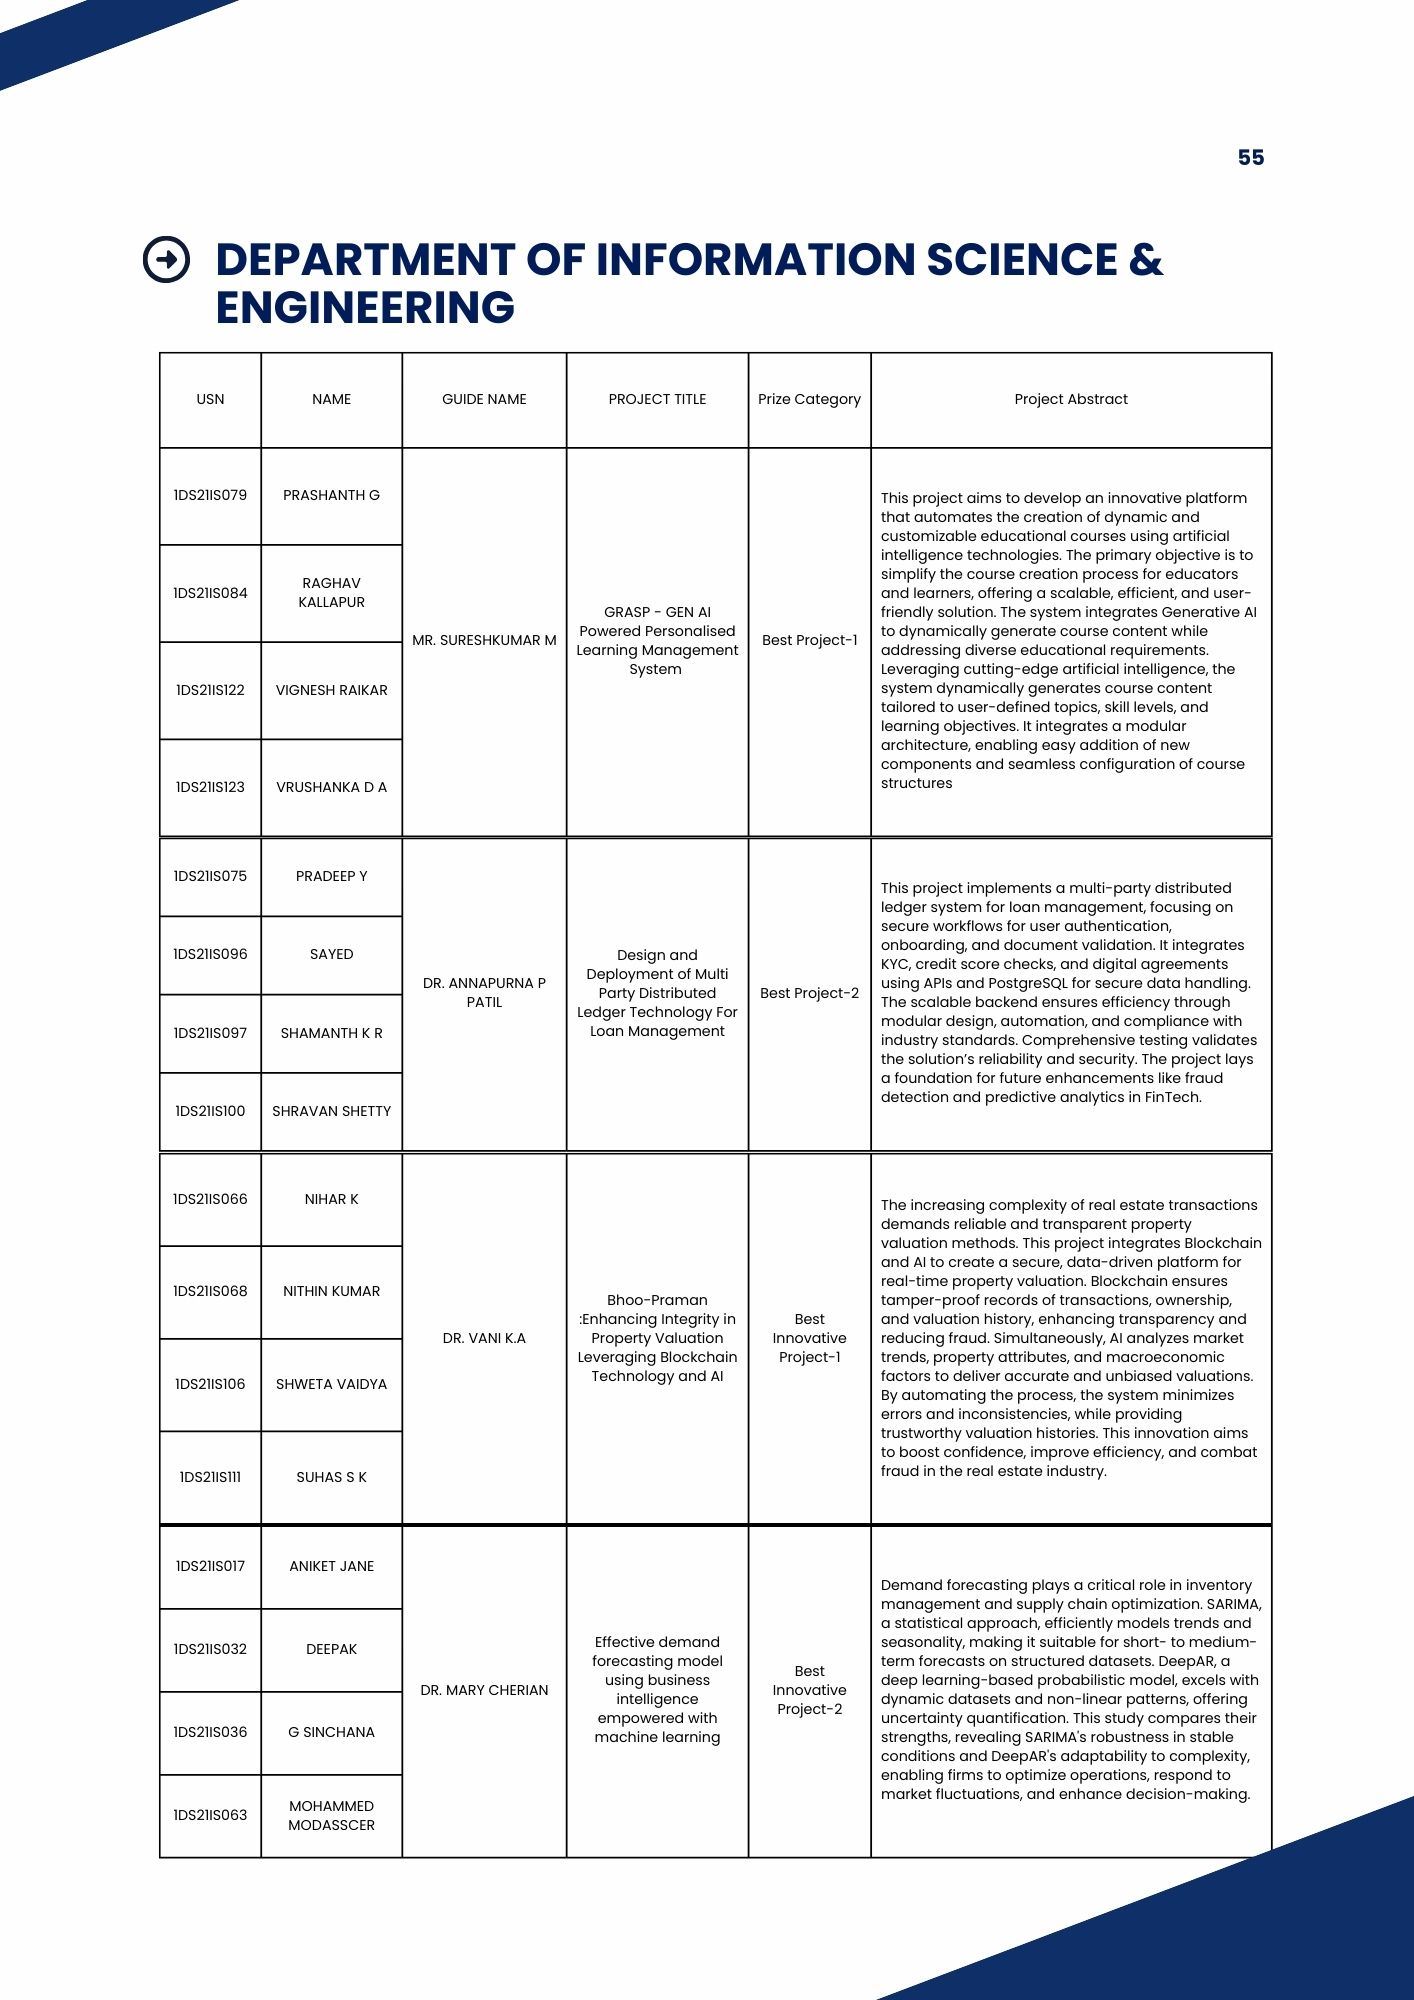 55
DEPARTMENT OF INFORMATION SCIENCE &
ENGINEERING
USN NAME GUIDE NAME PROJECT TITLE Prize Category Project Abstract
1DS21IS079 PRASHANTH G
1DS21IS084 RAGHAV
KALLAPUR
1DS21IS122 VIGNESH RAIKAR
1DS21IS123 VRUSHANKA D A
MR. SURESHKUMAR M
GRASP - GEN AI
Powered Personalised
Learning Management
System
Best Project-1
This project aims to develop an innovative platform
that automates the creation of dynamic and
customizable educational courses using artificial
intelligence technologies. The primary objective is to
simplify the course creation process for educators
and learners, offering a scalable, efficient, and user-
friendly solution. The system integrates Generative AI
to dynamically generate course content while
addressing diverse educational requirements.
Leveraging cutting-edge artificial intelligence, the
system dynamically generates course content
tailored to user-defined topics, skill levels, and
learning objectives. It integrates a modular
architecture, enabling easy addition of new
components and seamless configuration of course
structures
1DS21IS075 PRADEEP Y
1DS21IS096 SAYED
1DS21IS097 SHAMANTH K R
1DS21IS100 SHRAVAN SHETTY
DR. ANNAPURNA P
PATIL
Design and
Deployment of Multi
Party Distributed
Ledger Technology For
Loan Management
Best Project-2
This project implements a multi-party distributed
ledger system for loan management, focusing on
secure workflows for user authentication,
onboarding, and document validation. It integrates
KYC, credit score checks, and digital agreements
using APIs and PostgreSQL for secure data handling.
The scalable backend ensures efficiency through
modular design, automation, and compliance with
industry standards. Comprehensive testing validates
the solution’s reliability and security. The project lays
a foundation for future enhancements like fraud
detection and predictive analytics in FinTech.
1DS21IS066 NIHAR K
1DS21IS068 NITHIN KUMAR
1DS21IS106 SHWETA VAIDYA
1DS21IS111 SUHAS S K
DR. VANI K.A
Bhoo-Praman
:Enhancing Integrity in
Property Valuation
Leveraging Blockchain
Technology and AI
Best
Innovative
Project-1
The increasing complexity of real estate transactions
demands reliable and transparent property
valuation methods. This project integrates Blockchain
and AI to create a secure, data-driven platform for
real-time property valuation. Blockchain ensures
tamper-proof records of transactions, ownership,
and valuation history, enhancing transparency and
reducing fraud. Simultaneously, AI analyzes market
trends, property attributes, and macroeconomic
factors to deliver accurate and unbiased valuations.
By automating the process, the system minimizes
errors and inconsistencies, while providing
trustworthy valuation histories. This innovation aims
to boost confidence, improve efficiency, and combat
fraud in the real estate industry.
1DS21IS017 ANIKET JANE
1DS21IS032 DEEPAK
1DS21IS036 G SINCHANA
1DS21IS063 MOHAMMED
MODASSCER
DR. MARY CHERIAN
Effective demand
forecasting model
using business
intelligence
empowered with
machine learning
Best
Innovative
Project-2
Demand forecasting plays a critical role in inventory
management and supply chain optimization. SARIMA,
a statistical approach, efficiently models trends and
seasonality, making it suitable for short- to medium-
term forecasts on structured datasets. DeepAR, a
deep learning-based probabilistic model, excels with
dynamic datasets and non-linear patterns, offering
uncertainty quantification. This study compares their
strengths, revealing SARIMA's robustness in stable
conditions and DeepAR's adaptability to complexity,
enabling firms to optimize operations, respond to
market fluctuations, and enhance decision-making.